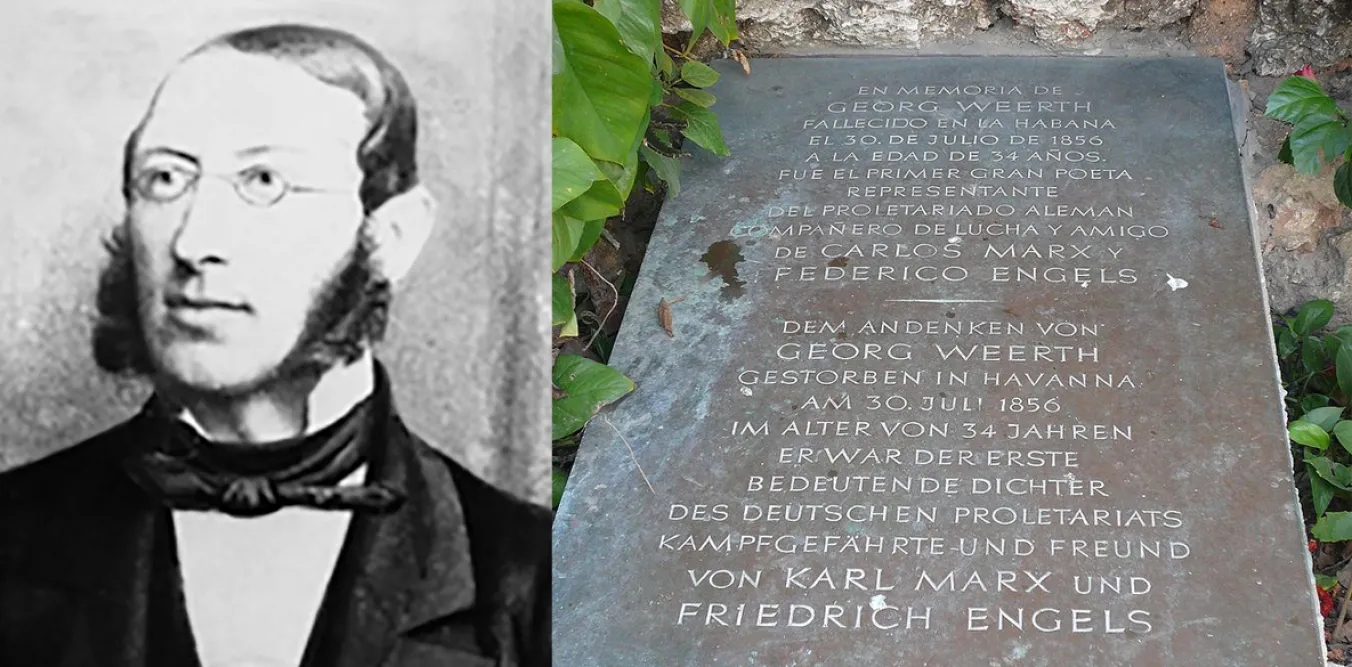 EN MEMORIA DE
GEORG WEERTH
FALLECIDO EN LA HABANA
EL 30. DE JULIO DE 1856
A LA EDAD DE 34 AÑOS.
FUE EL PRIMER GRAN POETA
REPRESENTANTE
DEL PROLETARIADO ALEMAN
COMPAÑERO DE LUCHA Y AMIGO
DE CARLOS MARX Y
FEDERICO ENGELS
DEM ANDENKEN VON
GEORG WEERTH
GESTORBEN IN HAVANNA
AM 30. JULI 1856
IM ALTER VON 34 JAHREN
ER WAR DER ERSTE
BEDEUTENDE DICHTER
DES DEUTSCHEN PROLETARIATS
KAMPFGEFÄHRTE UND FREUND
VON KARL MARX UND
FRIEDRICH ENGELS